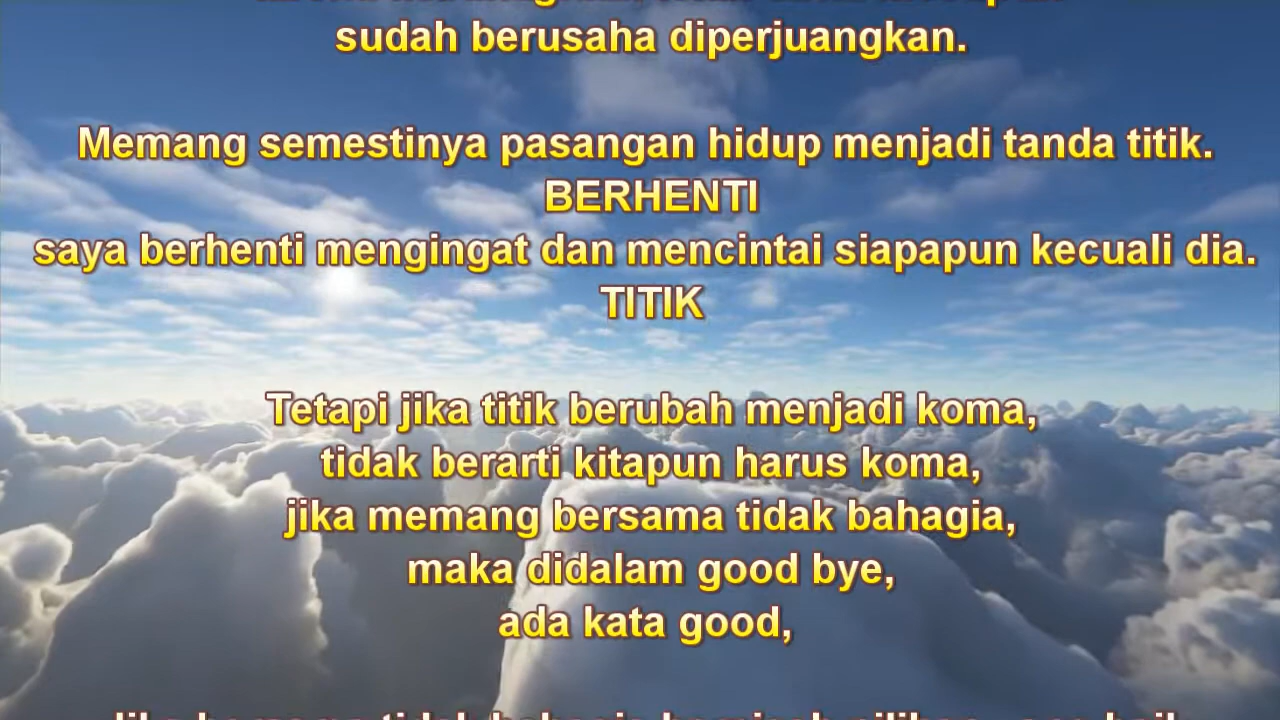 sudah berusaha diperjuangkan.
Memang semestinya pasangan hidup menjadi tanda titik.
BERHENTI
saya berhenti mengingat dan mencintai siapapun kecuali dia.
TITIK
Tetapi jika titik berubah menjadi koma,
tidak berarti kitapun harus koma,
jika memang bersama tidak bahagia,
maka didalam good bye,
ada kata good,